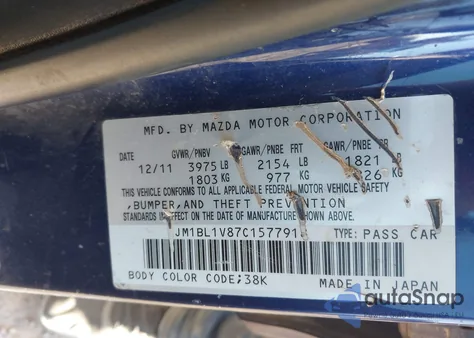 MFD. BY MAZDA MOTOR CORPORATION
DATE GVWR/PNBV GAWR/PNBE FRT GAWR/PNBE RR
12/11 3975 LB 2154 LB 1821 LB
1803 KG 977 KG 826 KG
THIS VEHICLE CONFORMS TO ALL APPLICABLE FEDERAL MOTOR VEHICLE SAFETY
,BUMPER,AND THEFT PREVENTION
STANDARDS IN EFFECT ON THE DATE OF MANUFACTURE SHOWN ABOVE.
JM1BL1V87C157791 TYPE: PASS CAR
BODY COLOR CODE;38K MADE IN JAPAN
autoSnap